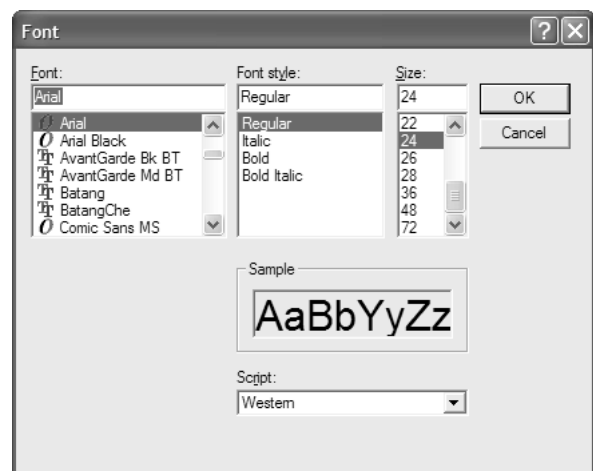 Font
Font:
Arial
Arial
Arial Black
AvantGarde Bk BT
AvantGarde Md BT
Batang
BatangChe
Comic Sans MS
Font style:
Regular
Regular
Italic
Bold
Bold Italic
Size:
24
22
24
26
28
36
48
72
OK
Cancel
Sample
AaBbYyZz
Script:
Western